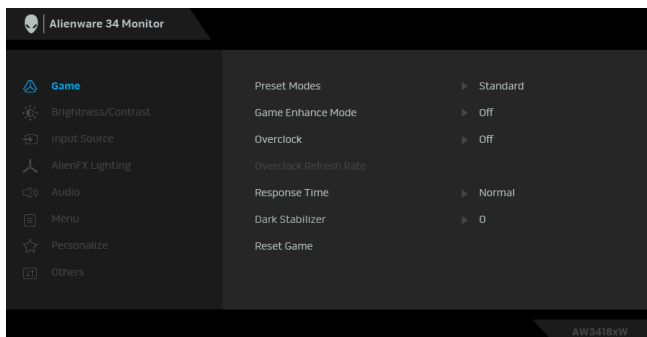 Alienware 34 Monitor
Game
Preset Modes
Standard
Brightness/Contrast
Game Enhance Mode
Off
Input Source
Overclock
Off
AlienFX Lighting
Overclock Refresh Rate
Audio
Response Time
Normal
Menu
Dark Stabilizer
0
Personalize
Reset Game
Others
AW3418xW